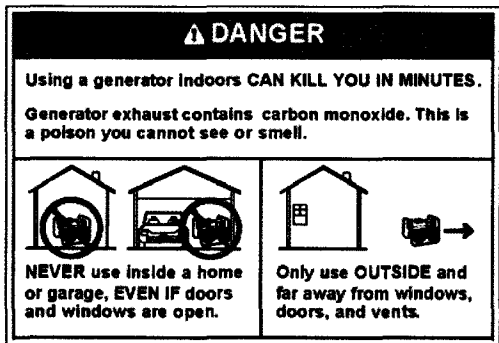 ⚠ DANGER
Using a generator indoors CAN KILL YOU IN MINUTES.
Generator exhaust contains carbon monoxide. This is
a poison you cannot see or smell.
NEVER use inside a home
or garage, EVEN IF doors
and windows are open.
Only use OUTSIDE and
far away from windows,
doors, and vents.